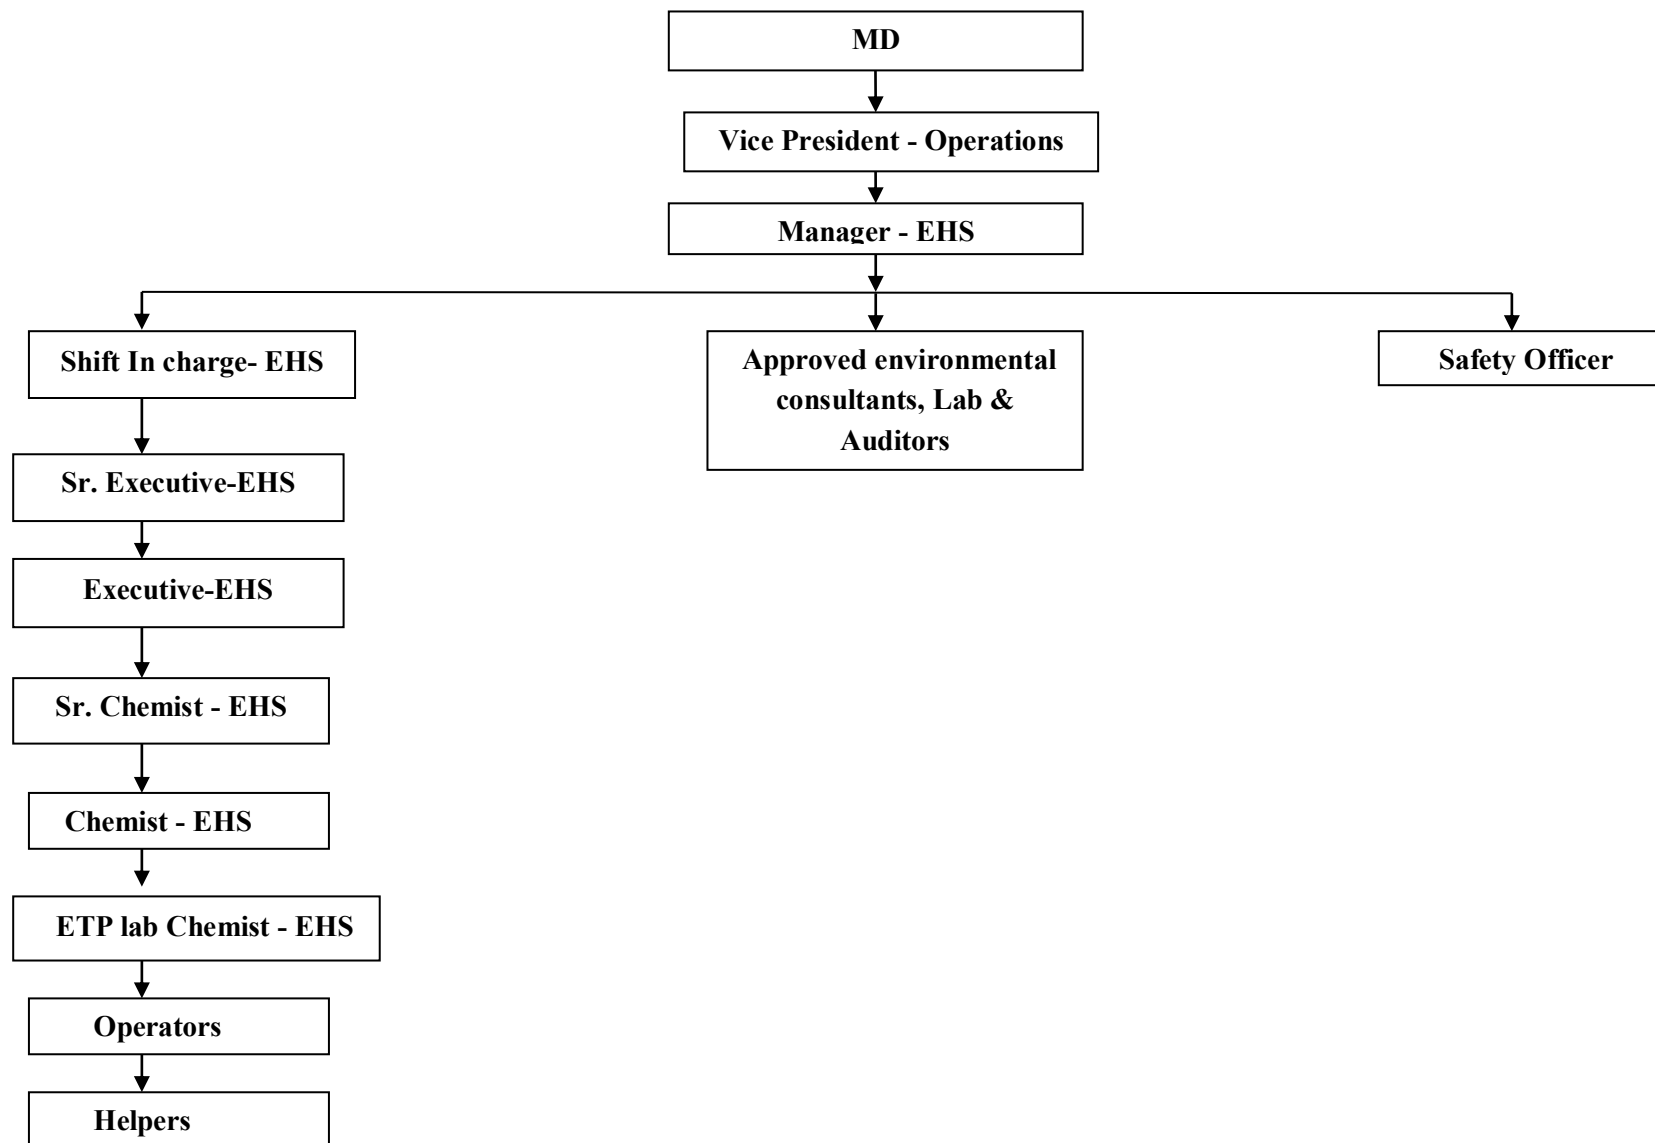 MD
Vice President - Operations
Manager - EHS
Shift In charge- EHS
Approved environmental
consultants, Lab &
Auditors
Safety Officer
Sr. Executive-EHS
Executive-EHS
Sr. Chemist - EHS
Chemist - EHS
ETP lab Chemist - EHS
Operators
Helpers